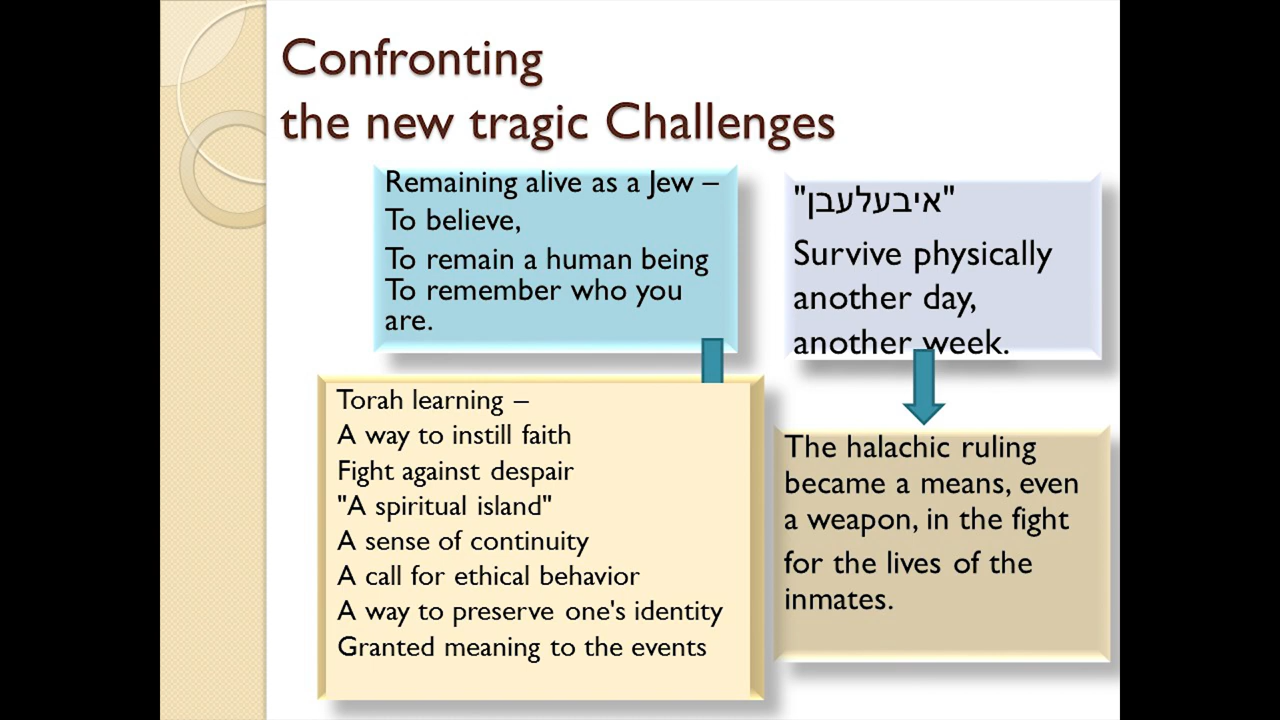 Confronting
the new tragic Challenges
Remaining alive as a Jew –
To believe,
To remain a human being
To remember who you
are.
"איבעלעבן"
Survive physically
another day,
another week.
Torah learning –
A way to instill faith
Fight against despair
"A spiritual island"
A sense of continuity
A call for ethical behavior
A way to preserve one's identity
Granted meaning to the events
The halachic ruling
became a means, even
a weapon, in the fight
for the lives of the
inmates.